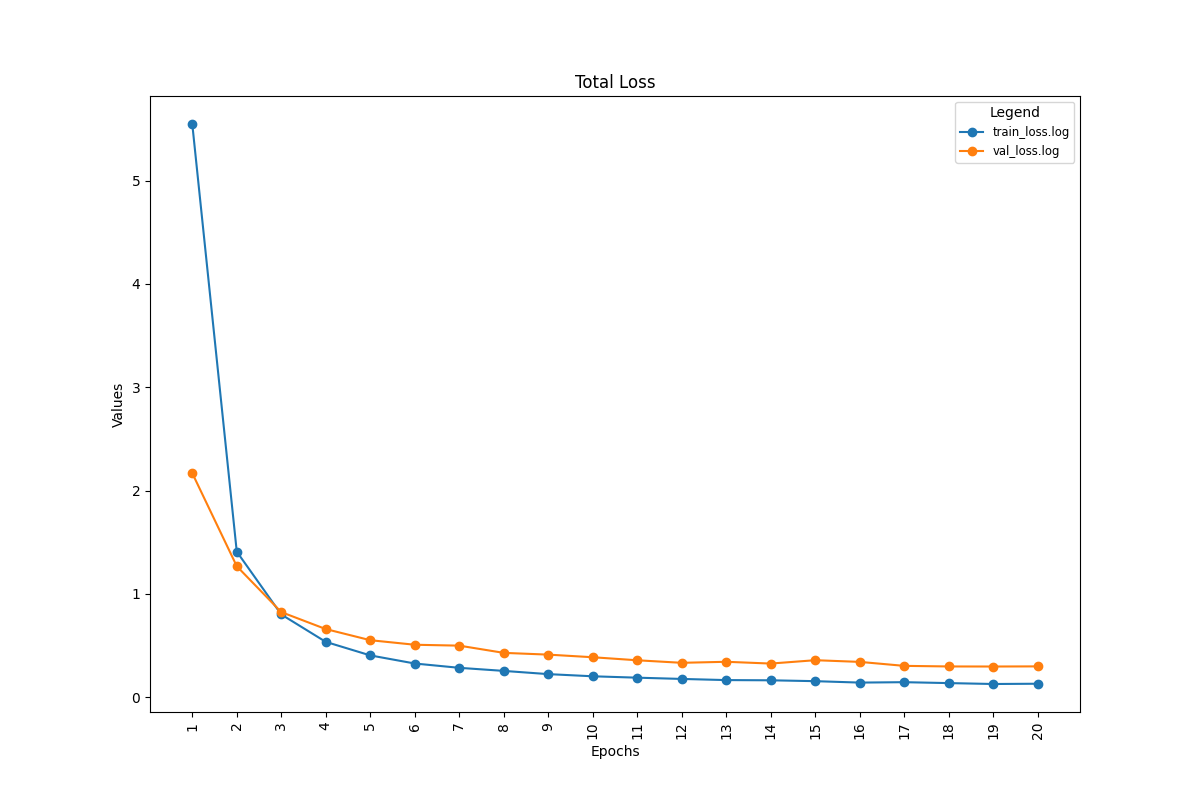 Total Loss
Legend
train_loss.log
val_loss.log
Values
5
4
3
2
1
0
1 2 3 4 5 6 7 8 9 10 11 12 13 14 15 16 17 18 19 20
Epochs